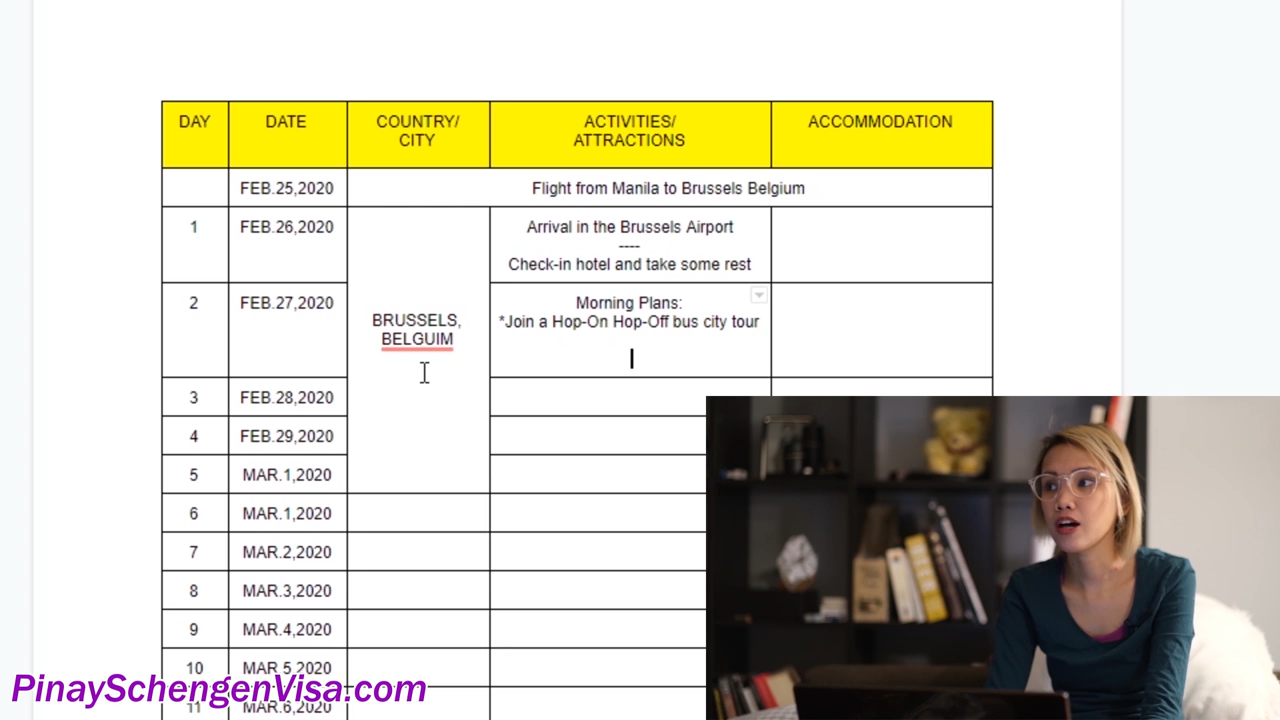 DAY DATE COUNTRY/ CITY ACTIVITIES/ ATTRACTIONS ACCOMMODATION
FEB.25,2020 Flight from Manila to Brussels Belgium
1 FEB.26,2020 Arrival in the Brussels Airport
----
Check-in hotel and take some rest
2 FEB.27,2020 Morning Plans:
*Join a Hop-On Hop-Off bus city tour
BRUSSELS,
BELGUIM
3 FEB.28,2020
4 FEB.29,2020
5 MAR.1,2020
6 MAR.1,2020
7 MAR.2,2020
8 MAR.3,2020
9 MAR.4,2020
10 MAR.5,2020
11 MAR.6,2020
PinaySchengenVisa.com